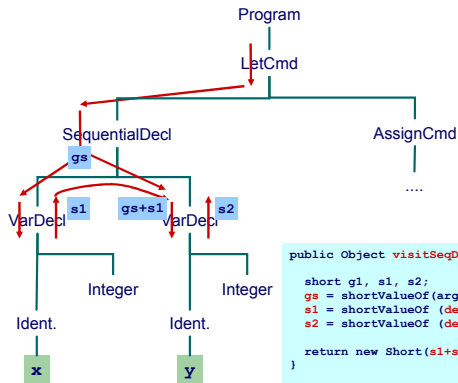 Program
LetCmd
SequentialDecl
AssignCmd
gs
....
VarDecl
s1
gs+s1
VarDecl
s2
Integer
Integer
Ident.
Ident.
x
y
public Object visitSeqD
short g1, s1, s2;
gs = shortValueOf(arg
s1 = shortValueOf (de
s2 = shortValueOf (de
return new Short(s1+s
}